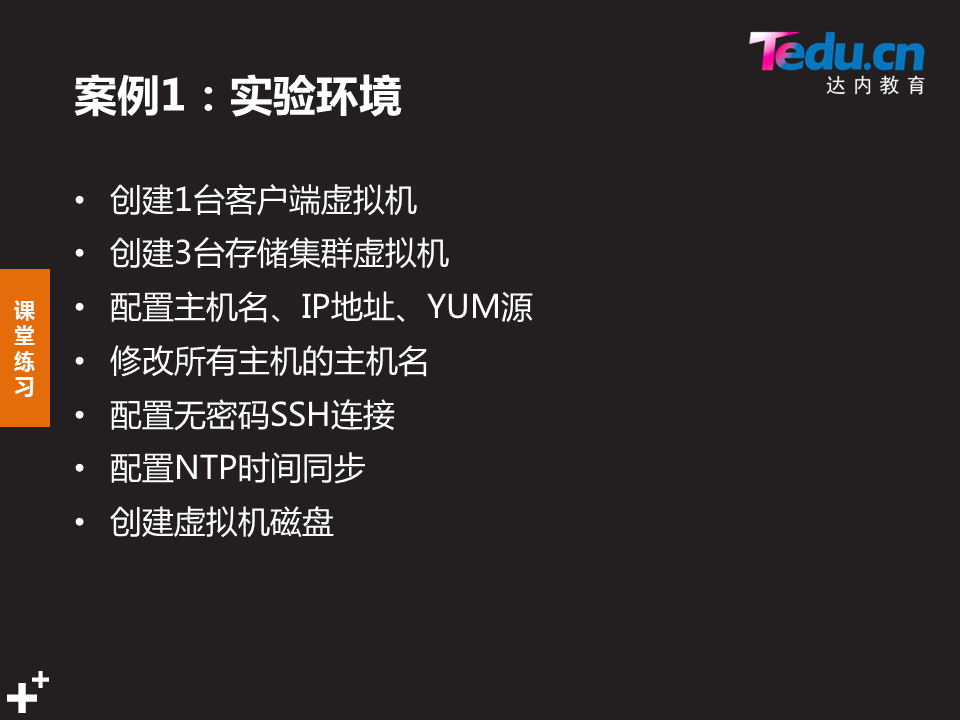 Tedu.cn
达内教育
案例1：实验环境
• 创建1台客户端虚拟机
• 创建3台存储集群虚拟机
• 配置主机名、IP地址、YUM源
• 修改所有主机的主机名
• 配置无密码SSH连接
• 配置NTP时间同步
• 创建虚拟机磁盘
课
堂
练
习